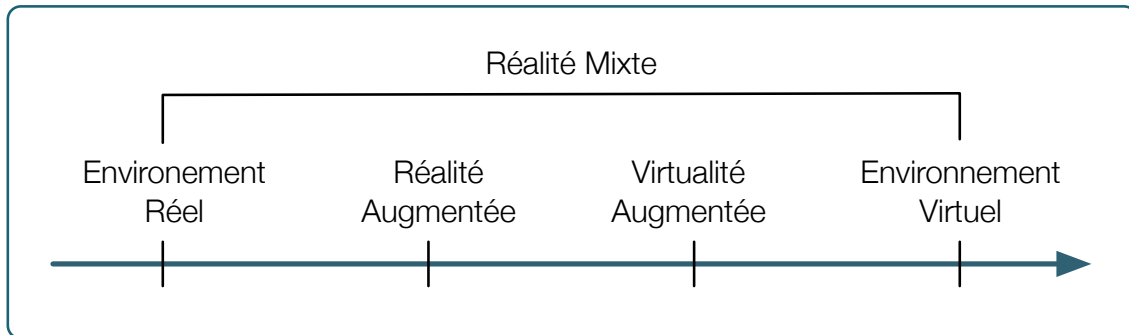 Réalité Mixte
Environement
Réel
Réalité
Augmentée
Virtualité
Augmentée
Environnement
Virtuel